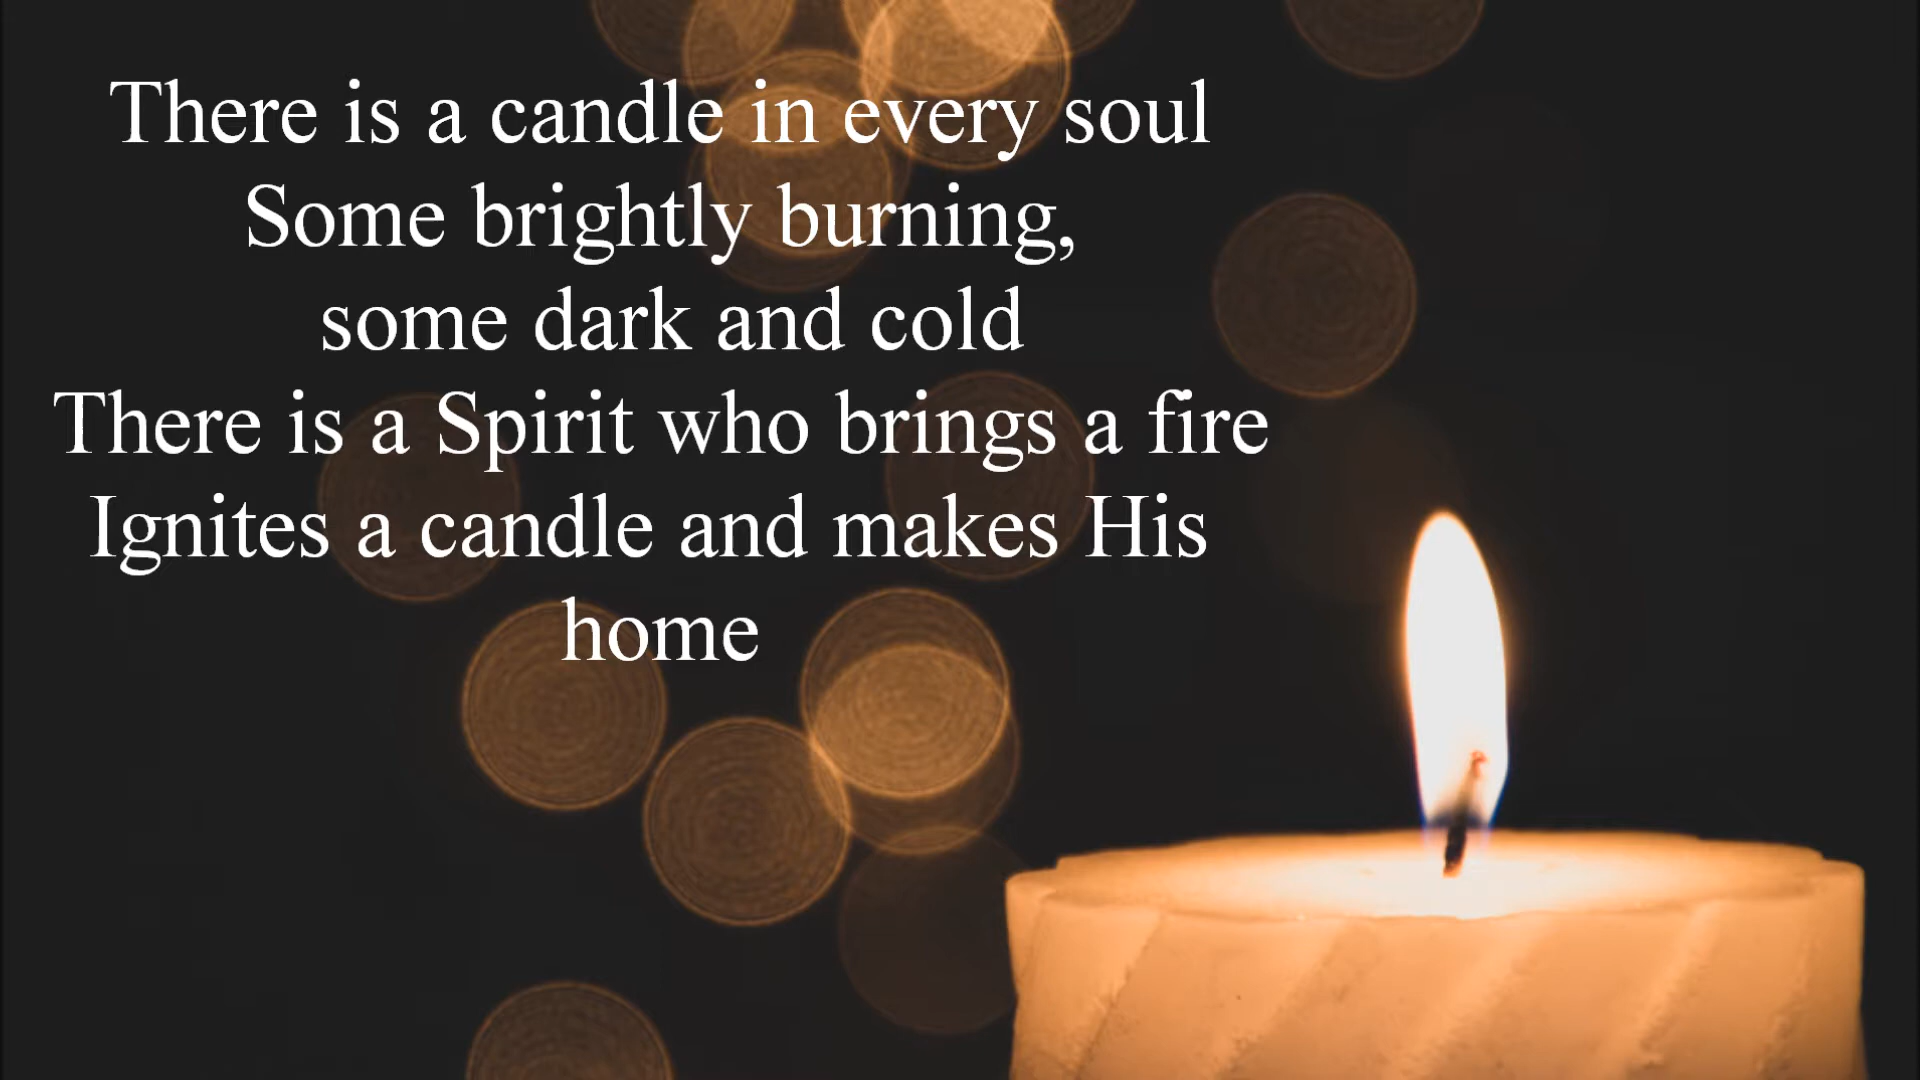 There is a candle in every soul
Some brightly burning,
some dark and cold
There is a Spirit who brings a fire
Ignites a candle and makes His
home